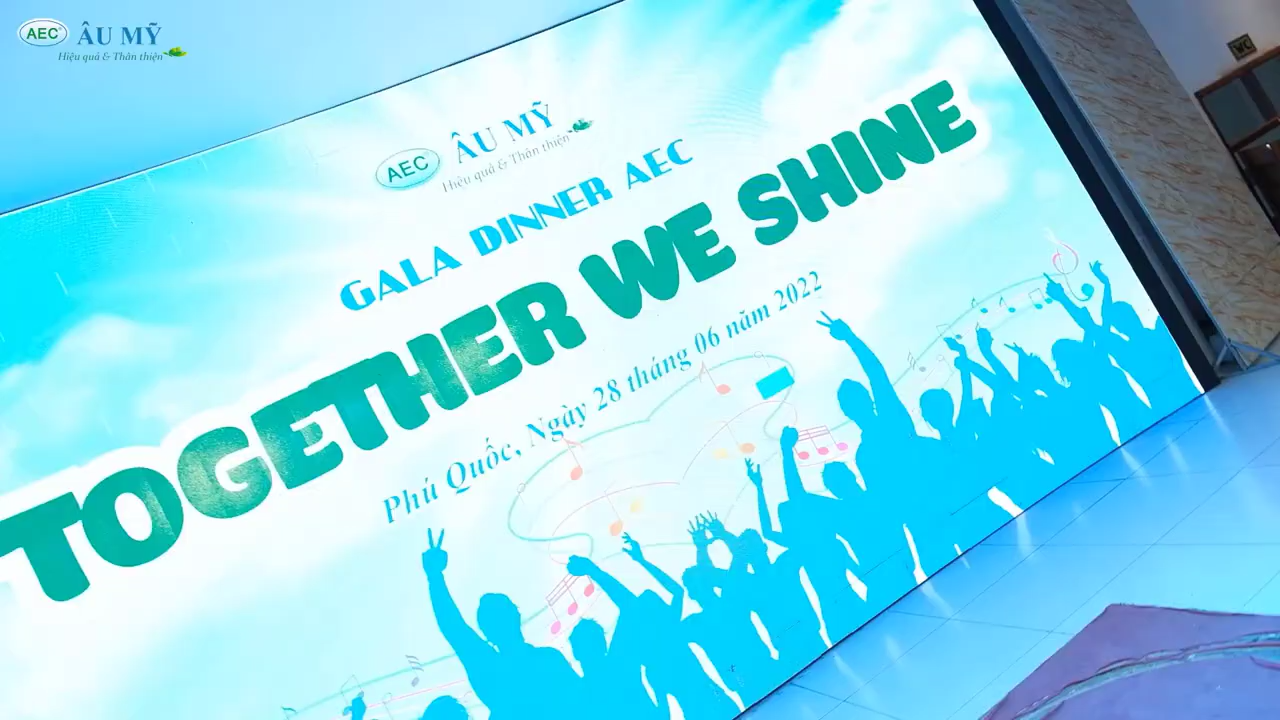 AEC ÂU MỸ
Hiệu quả & Thân thiện
AEC ÂU MỸ
Hiệu quả & Thân thiện
GALA DINNER AEC
TOGETHER WE SHINE
Phú Quốc, Ngày 28 tháng 06 năm 2022
WC